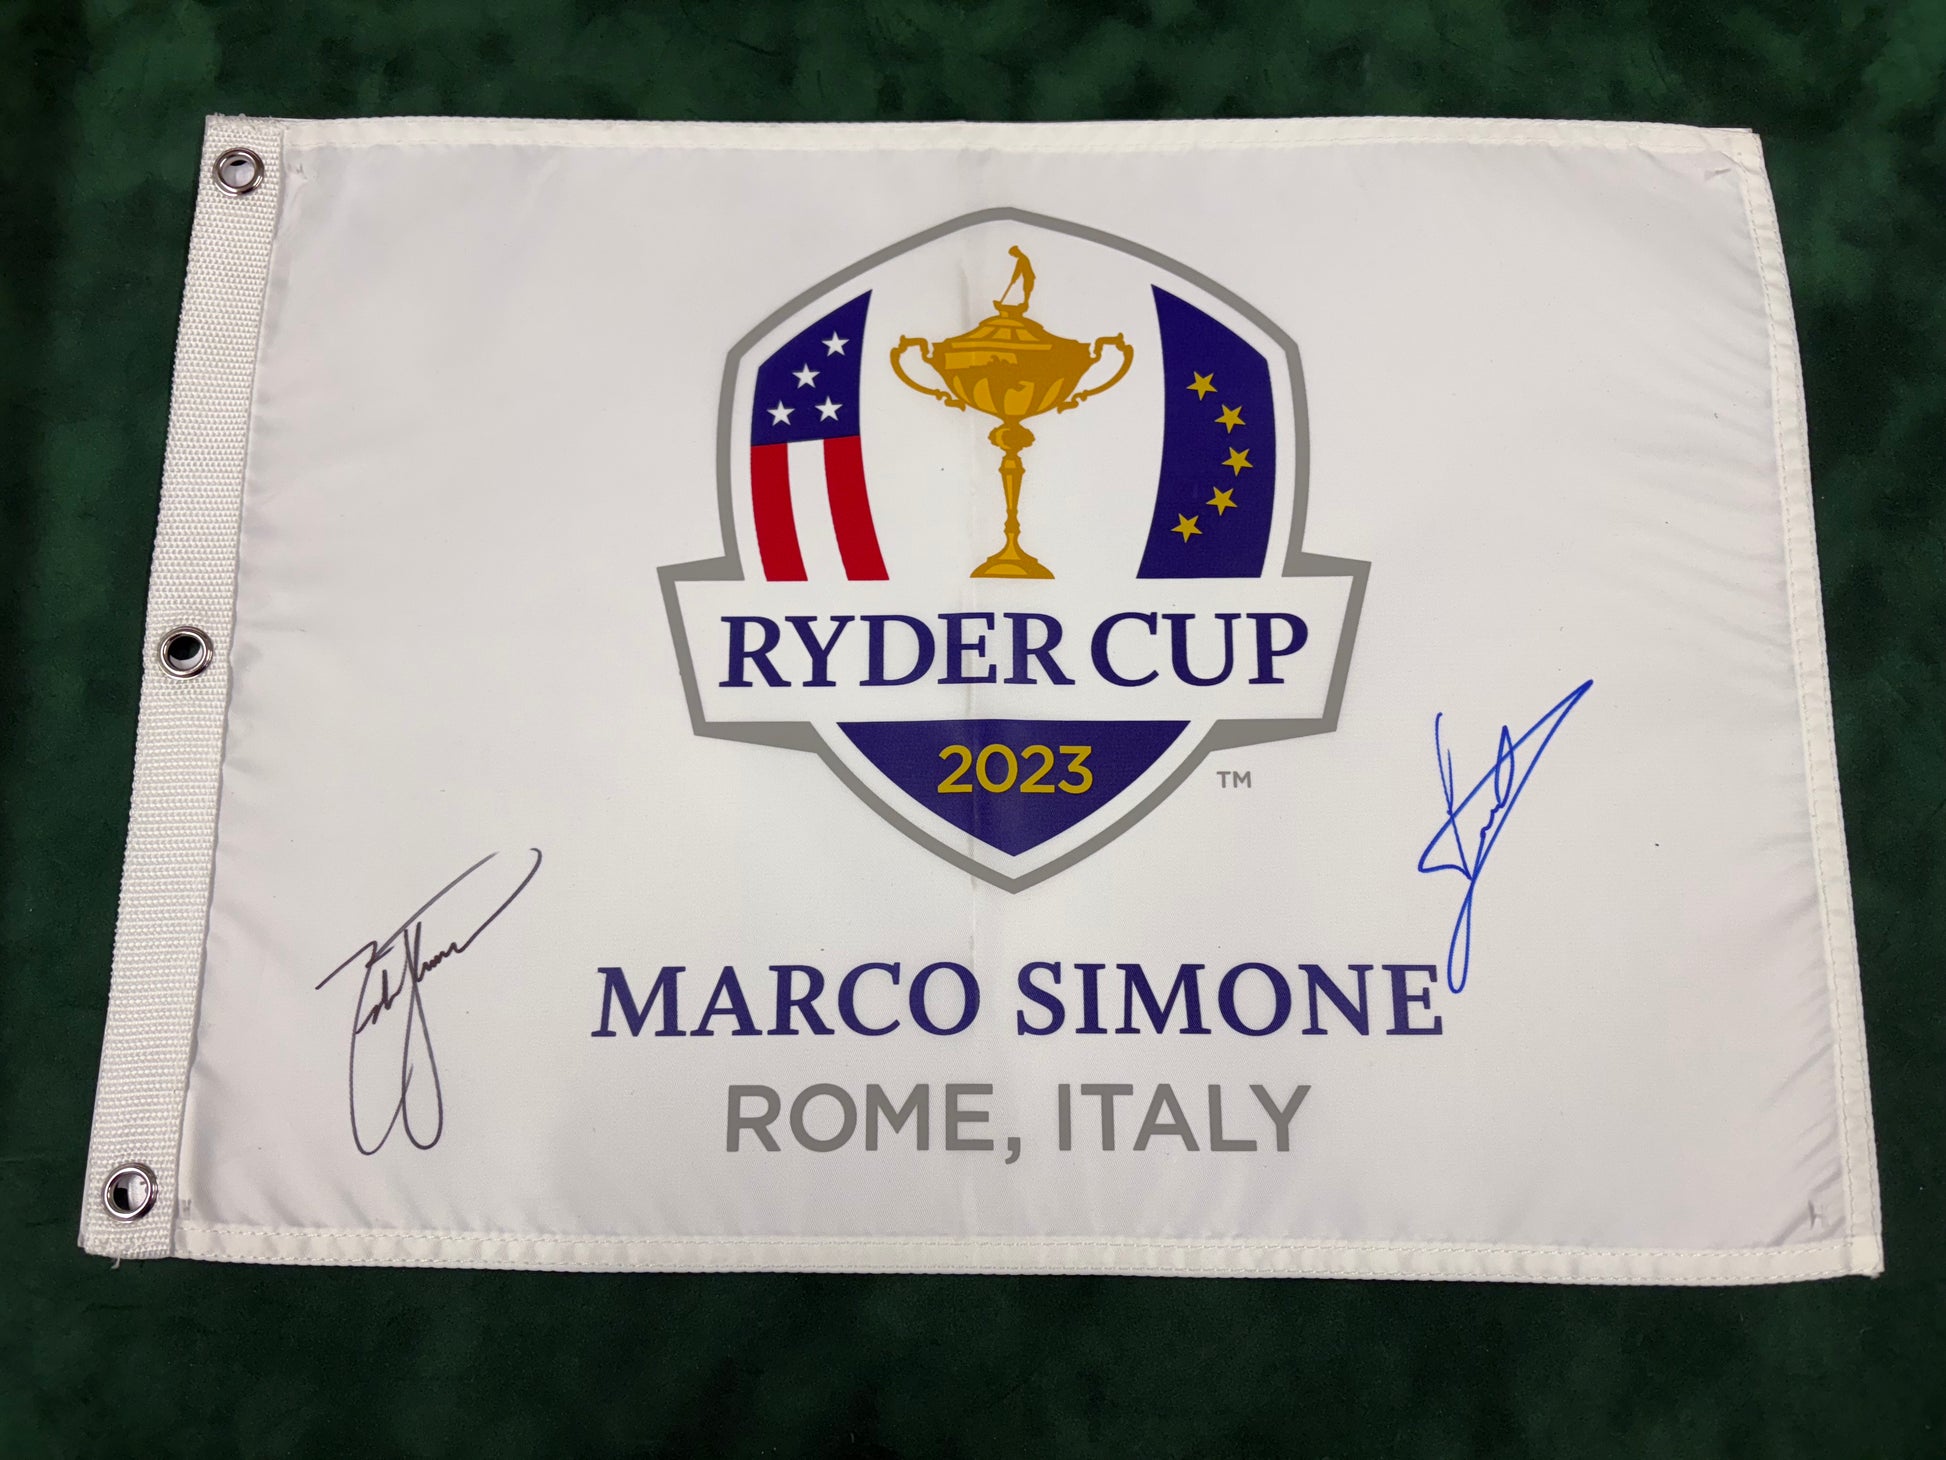 RYDER CUP
2023
TM
MARCO SIMONE
ROME, ITALY